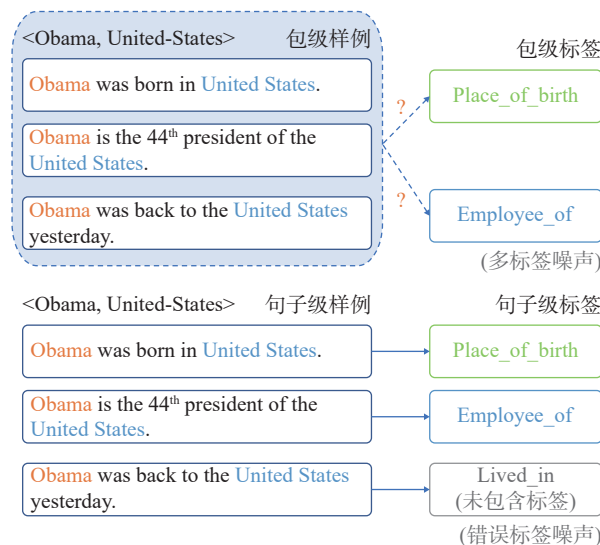 <Obama, United-States> 包级样例
包级标签
Obama was born in United States.
Place_of_birth
?
Obama is the 44th president of the
United States.
?
Obama was back to the United States
yesterday.
Employee_of
(多标签噪声)
<Obama, United-States> 句子级样例 句子级标签
Obama was born in United States. Place_of_birth
Obama is the 44th president of the
United States.
Employee_of
Obama was back to the United States
yesterday.
Lived_in
(未包含标签)
(错误标签噪声)